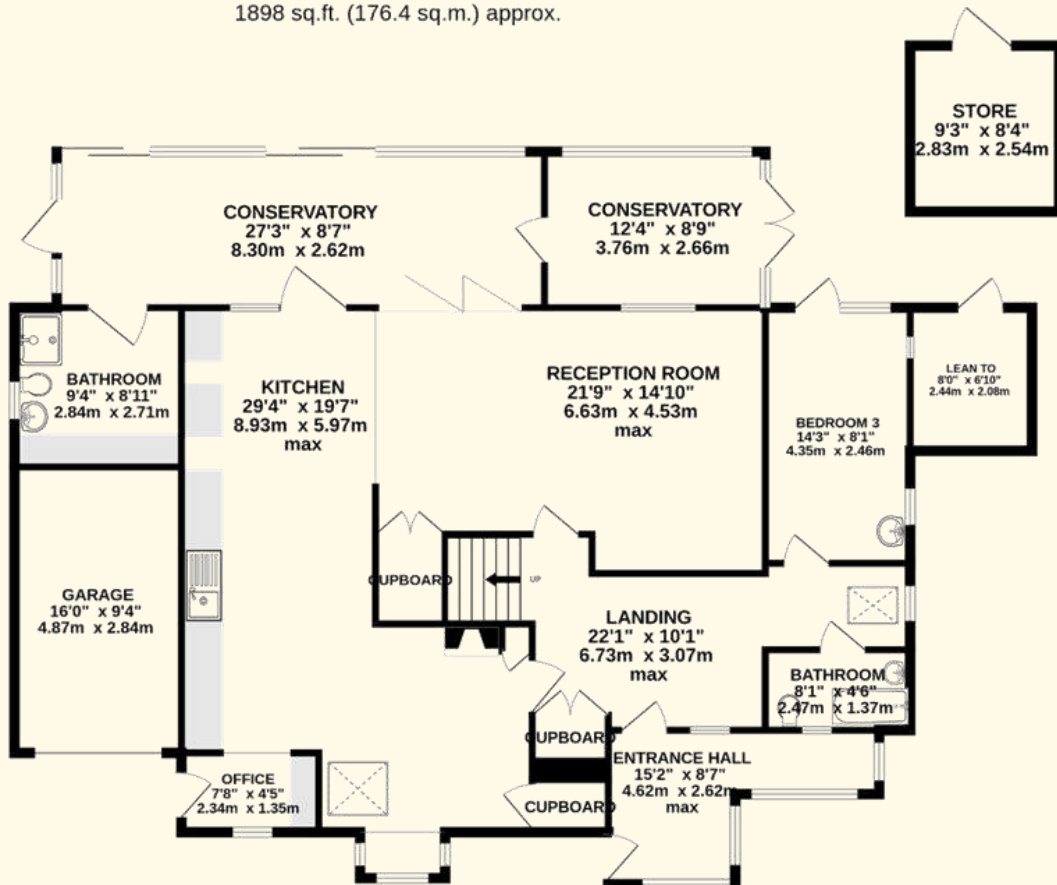 1898 sq.ft. (176.4 sq.m.) approx.
STORE
9'3" x 8'4"
2.83m x 2.54m
CONSERVATORY
27'3" x 8'7"
8.30m x 2.62m
CONSERVATORY
12'4" x 8'9"
3.76m x 2.66m
BATHROOM
9'4" x 8'11"
2.84m x 2.71m
KITCHEN
29'4" x 19'7"
8.93m x 5.97m
max
RECEPTION ROOM
21'9" x 14'10"
6.63m x 4.53m
max
BEDROOM 3
14'3" x 8'1"
4.35m x 2.46m
LEAN TO
8'0" x 6'10"
2.44m x 2.08m
GARAGE
16'0" x 9'4"
4.87m x 2.84m
CUPBOARD
UP
LANDING
22'1" x 10'1"
6.73m x 3.07m
max
BATHROOM
8'1" x 4'6"
2.47m x 1.37m
CUPBOARD
ENTRANCE HALL
15'2" x 8'7"
4.62m x 2.62m
max
OFFICE
7'8" x 4'5"
2.34m x 1.35m
CUPBOARD